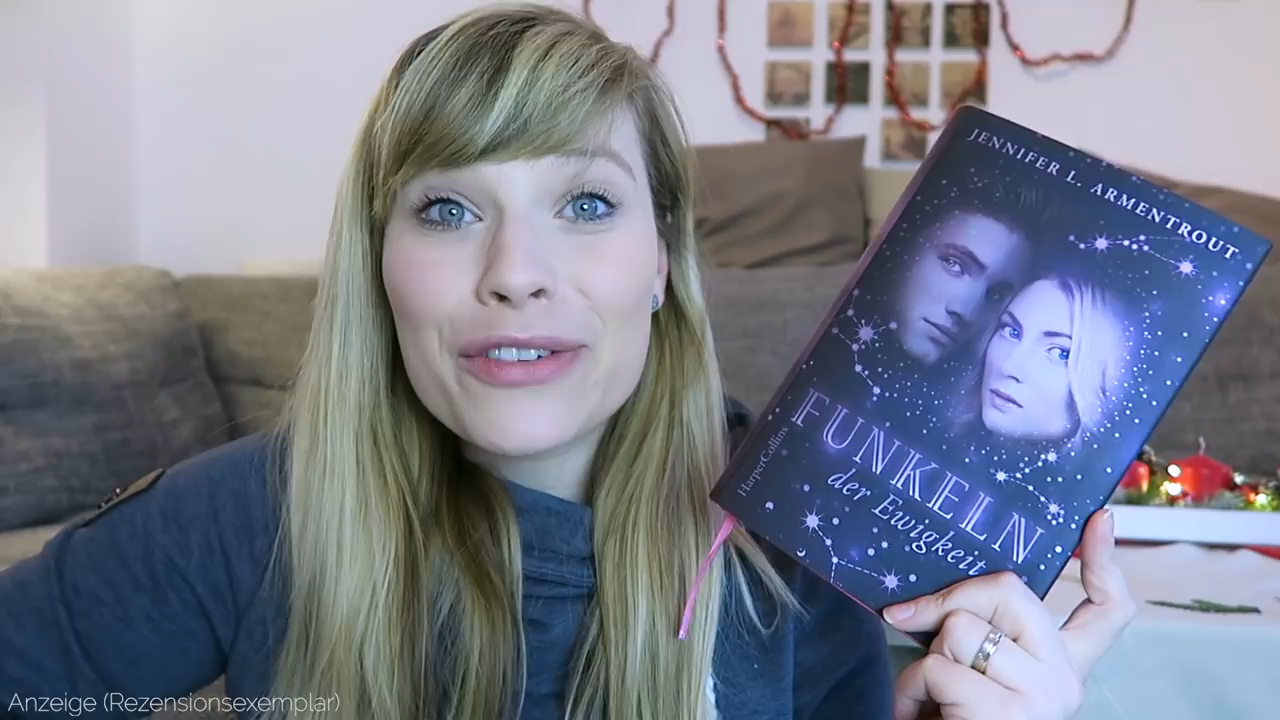 JENNIFER L. ARMENTROUT
FUNKELN
der Ewigkeit
HarperCollins
Anzeige (Rezensionsexemplar)